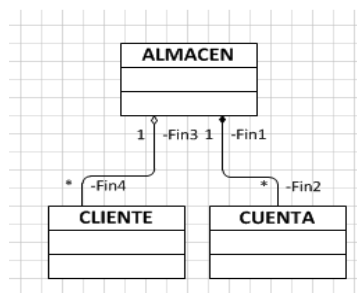 ALMACEN
1 -Fin3 1 -Fin1
* -Fin4 * -Fin2
CLIENTE CUENTA